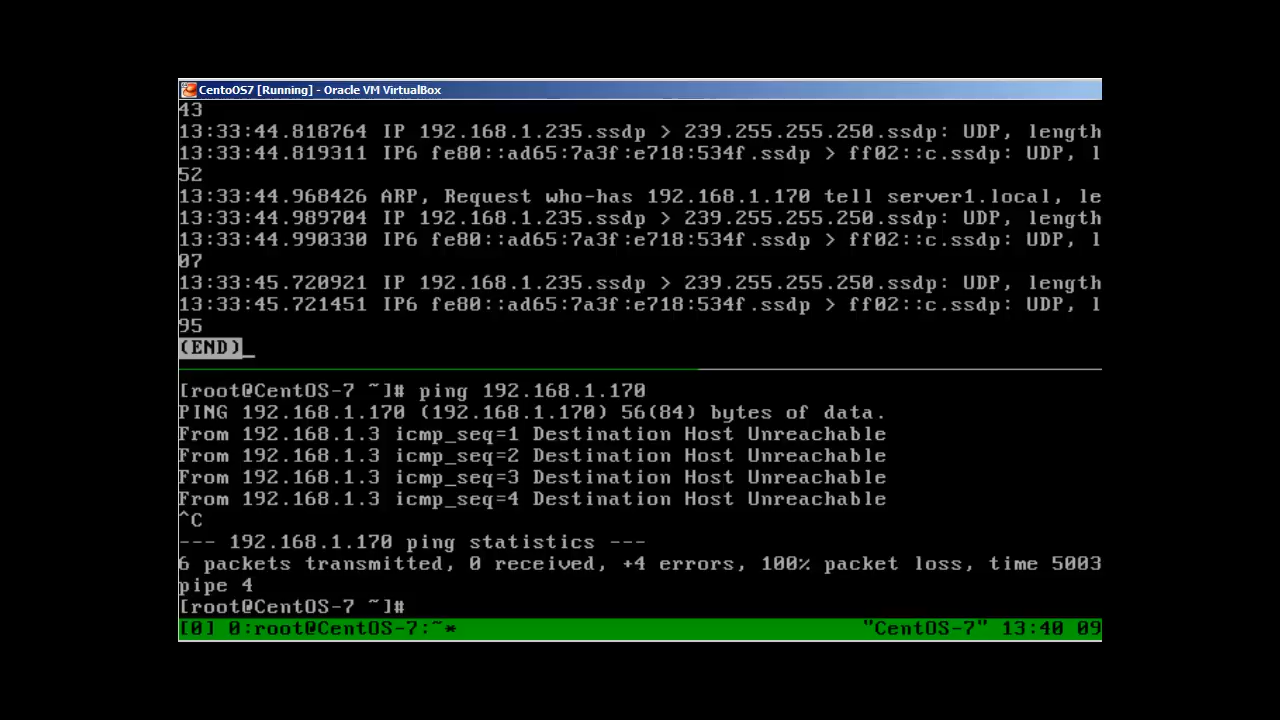 CentoOS7 [Running] - Oracle VM VirtualBox
43
13:33:44.818764 IP 192.168.1.235.ssdp > 239.255.255.250.ssdp: UDP, length
13:33:44.819311 IP6 fe80::ad65:7a3f:e718:534f.ssdp > ff02::c.ssdp: UDP, l
52
13:33:44.968426 ARP, Request who-has 192.168.1.170 tell server1.local, le
13:33:44.989704 IP 192.168.1.235.ssdp > 239.255.255.250.ssdp: UDP, length
13:33:44.990330 IP6 fe80::ad65:7a3f:e718:534f.ssdp > ff02::c.ssdp: UDP, l
07
13:33:45.720921 IP 192.168.1.235.ssdp > 239.255.255.250.ssdp: UDP, length
13:33:45.721451 IP6 fe80::ad65:7a3f:e718:534f.ssdp > ff02::c.ssdp: UDP, l
95
(END)_
[root@CentOS-7 ~]# ping 192.168.1.170
PING 192.168.1.170 (192.168.1.170) 56(84) bytes of data.
From 192.168.1.3 icmp_seq=1 Destination Host Unreachable
From 192.168.1.3 icmp_seq=2 Destination Host Unreachable
From 192.168.1.3 icmp_seq=3 Destination Host Unreachable
From 192.168.1.3 icmp_seq=4 Destination Host Unreachable
^C
--- 192.168.1.170 ping statistics ---
6 packets transmitted, 0 received, +4 errors, 100% packet loss, time 5003
pipe 4
[root@CentOS-7 ~]#
[0] 0:root@CentOS-7:~* "CentOS-7" 13:40 09